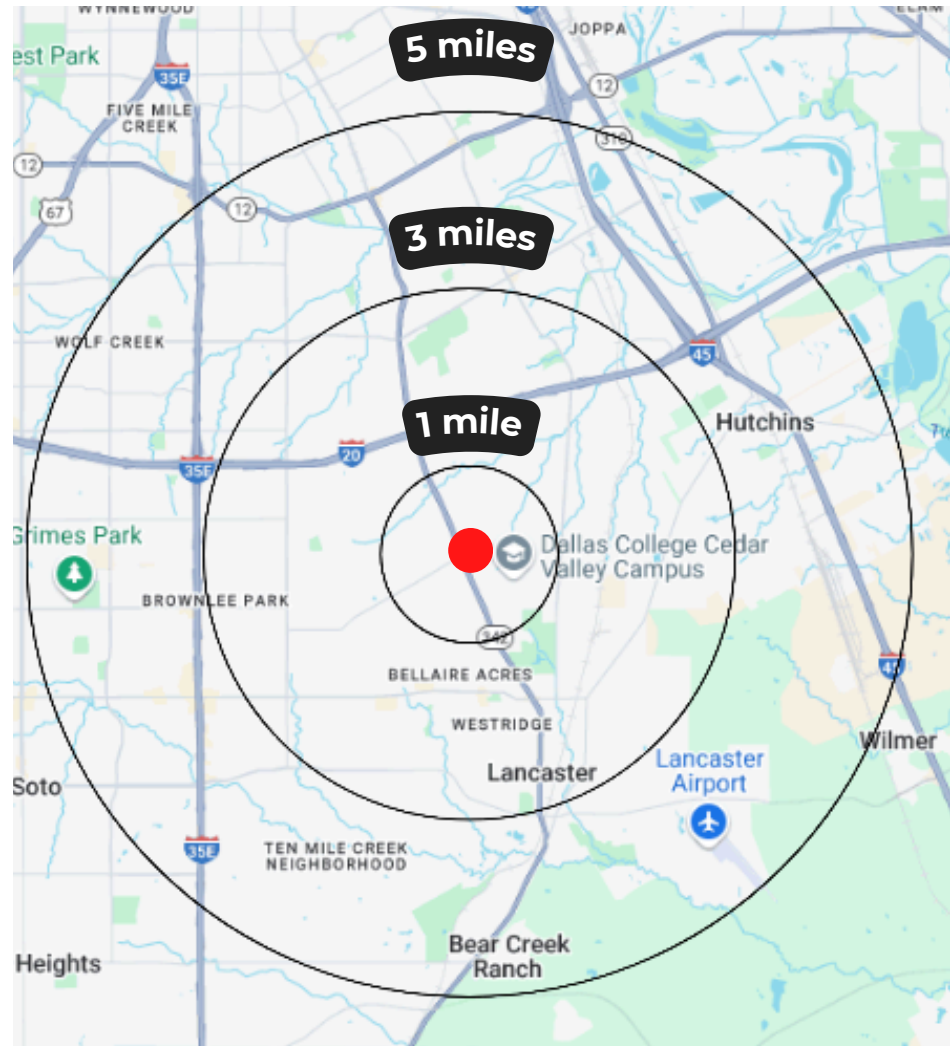 WYNNEWOOD
ELAM
JOPPA
5 miles
est Park
35E
12
FIVE MILE
CREEK
310
12
67
12
3 miles
WOLF CREEK
45
1 mile
Hutchins
20
35E
Grimes Park
Dallas College Cedar
Valley Campus
BROWNLEE PARK
342
45
BELLAIRE ACRES
WESTRIDGE
Wilmer
Lancaster
Lancaster
Airport
Soto
35E
TEN MILE CREEK
NEIGHBORHOOD
Bear Creek
Ranch
Heights